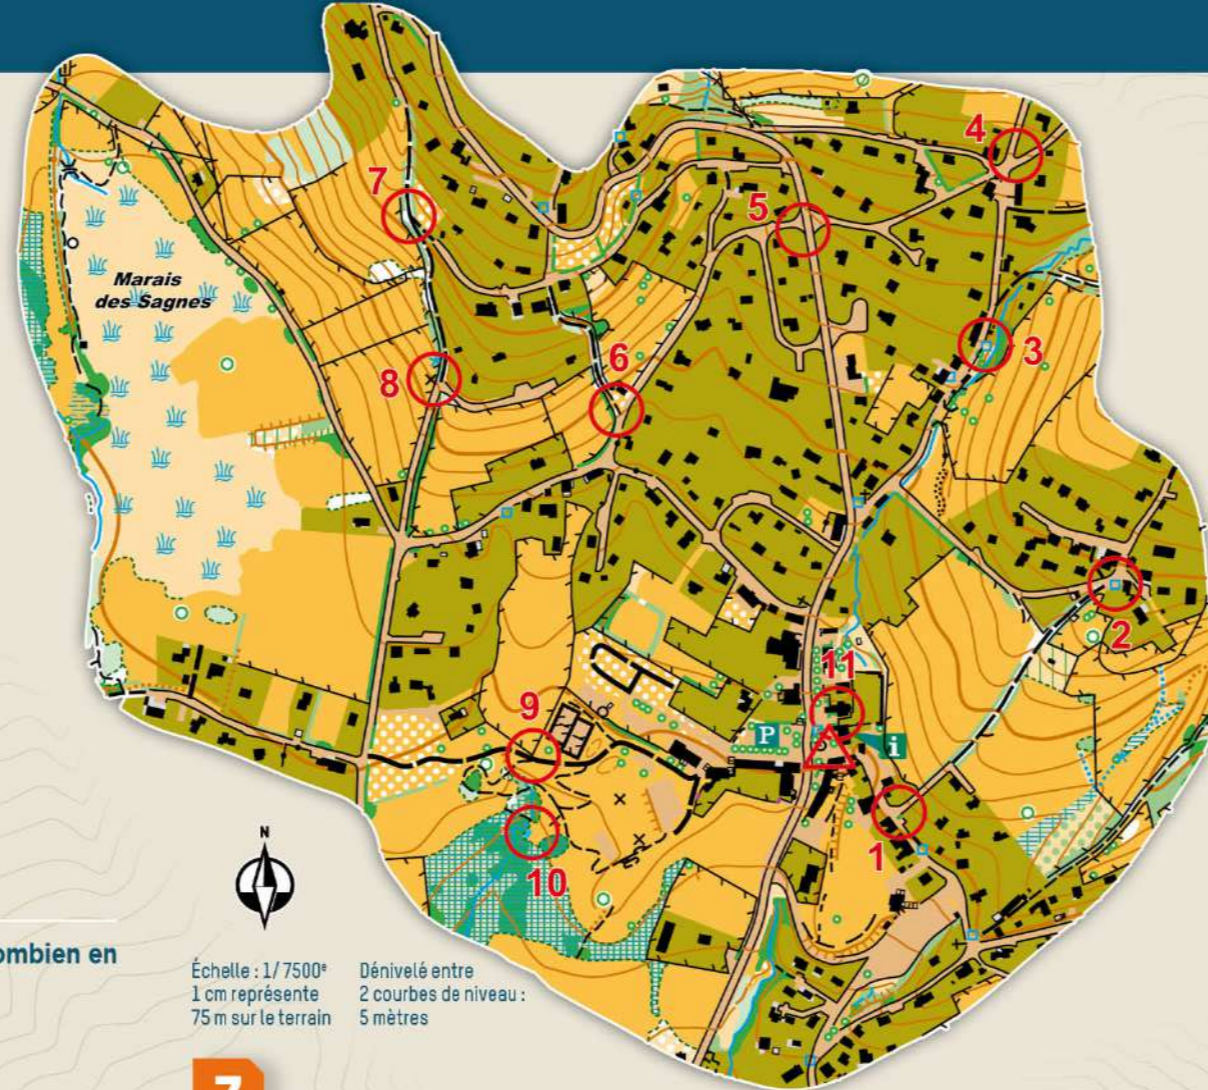 4
7
5
Marais
des Sagnes
3
6
8
2
11
9
P
i
1
10
N
ombien en
Échelle : 1/ 7500ᵉ
1 cm représente
75 m sur le terrain
Dénivelé entre
2 courbes de niveau :
5 mètres